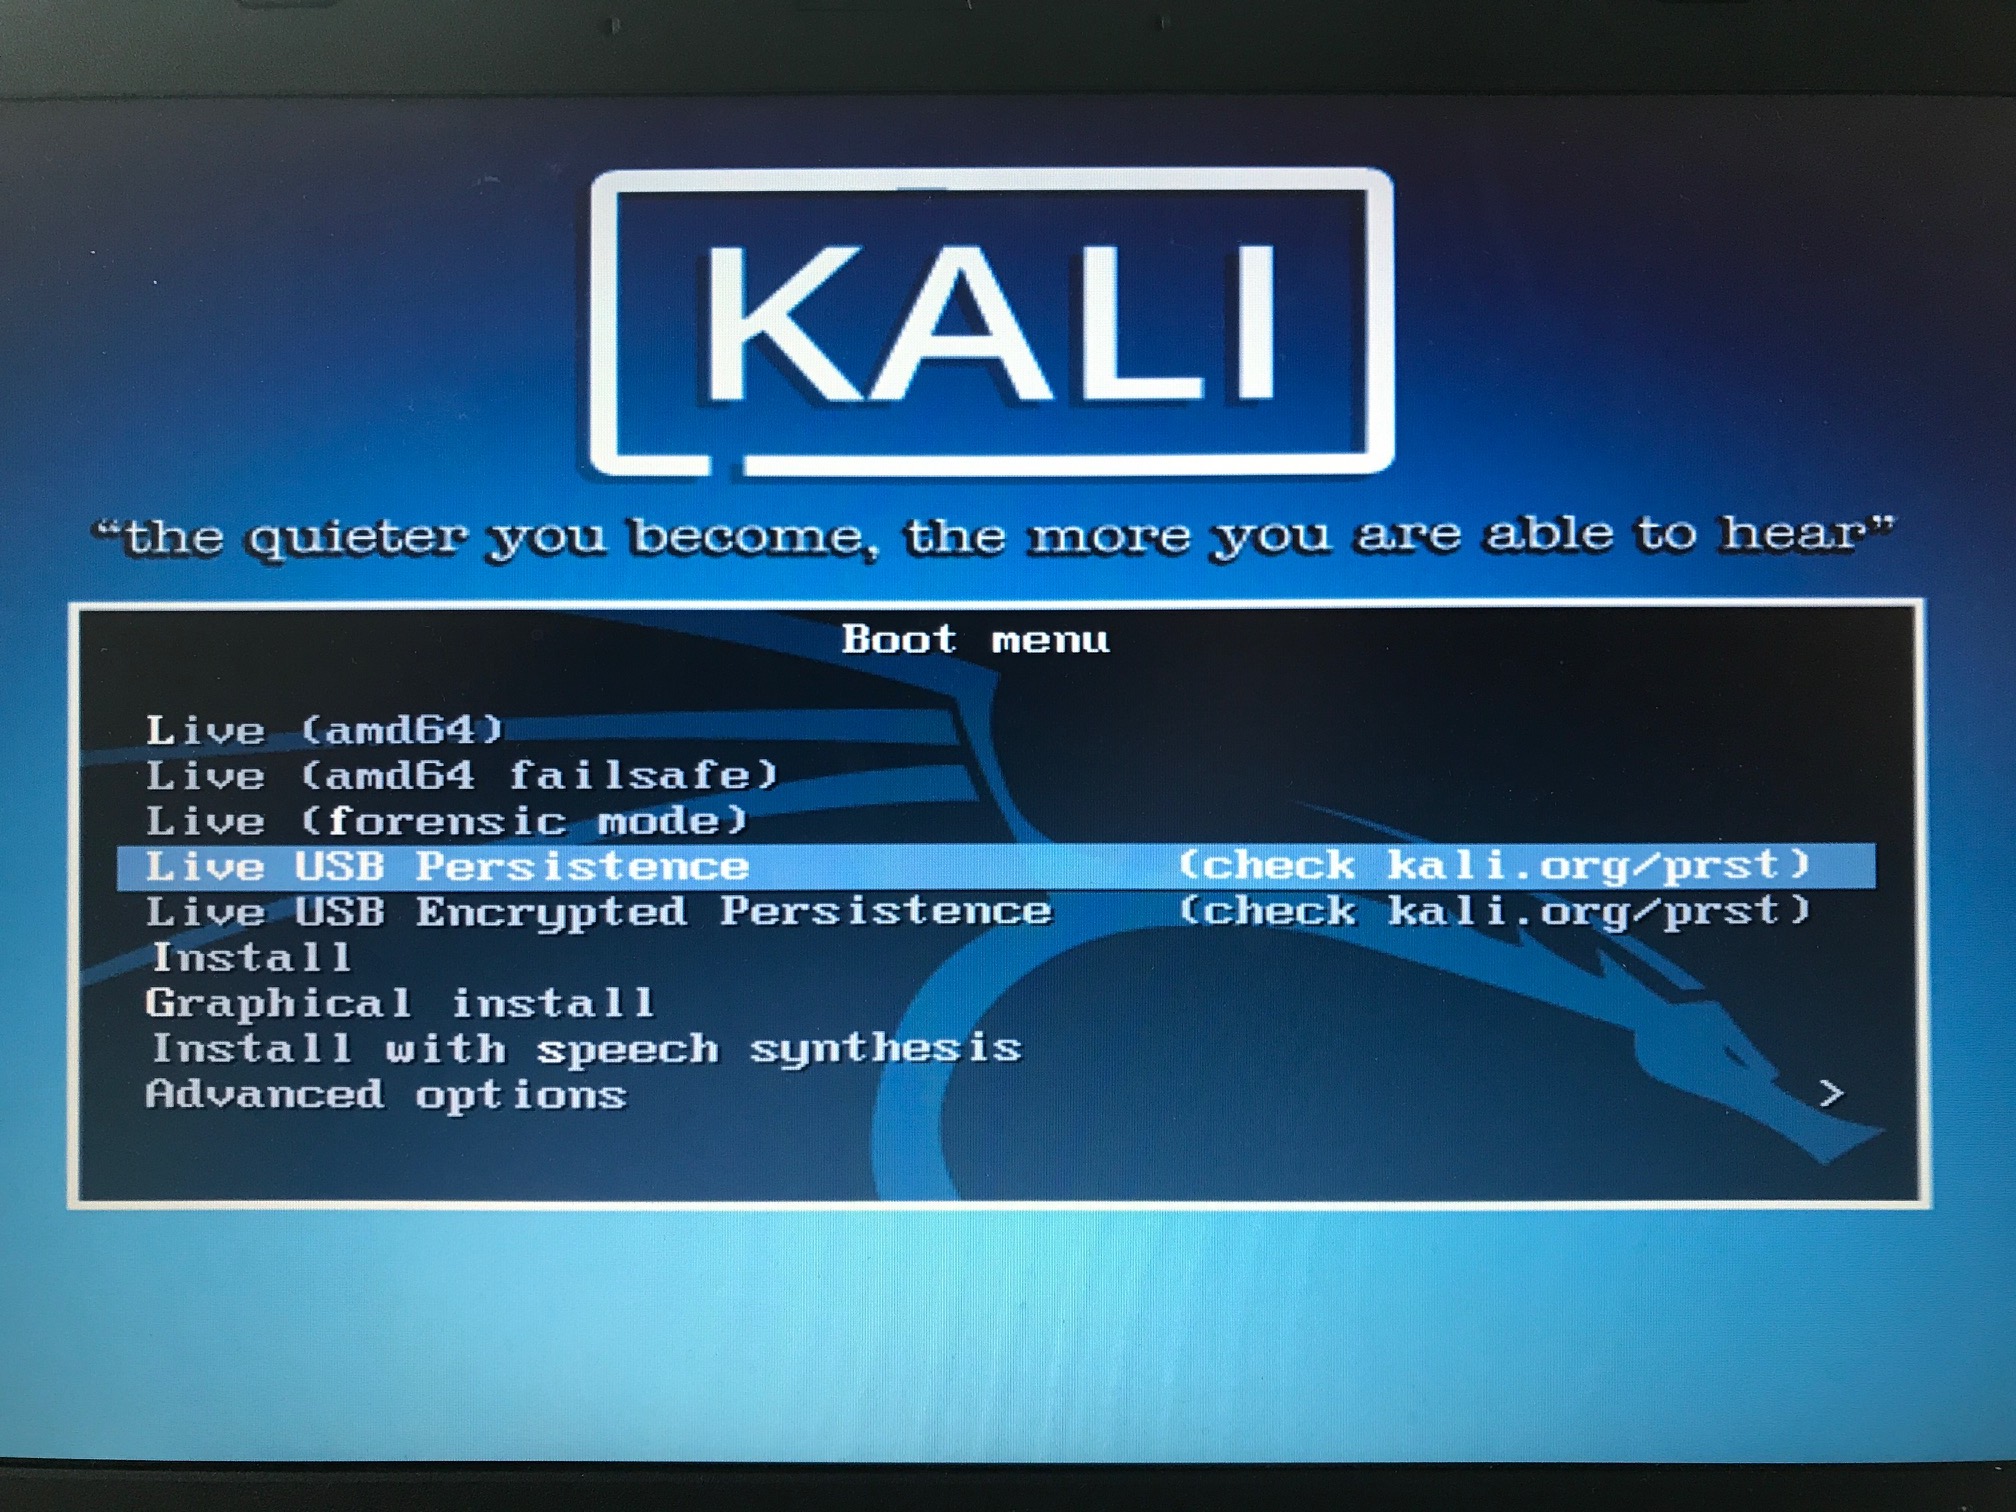 KALI
“the quieter you become, the more you are able to hear”
Boot menu
Live (amd64)
Live (amd64 failsafe)
Live (forensic mode)
Live USB Persistence (check kali.org/prst)
Live USB Encrypted Persistence (check kali.org/prst)
Install
Graphical install
Install with speech synthesis
Advanced options >